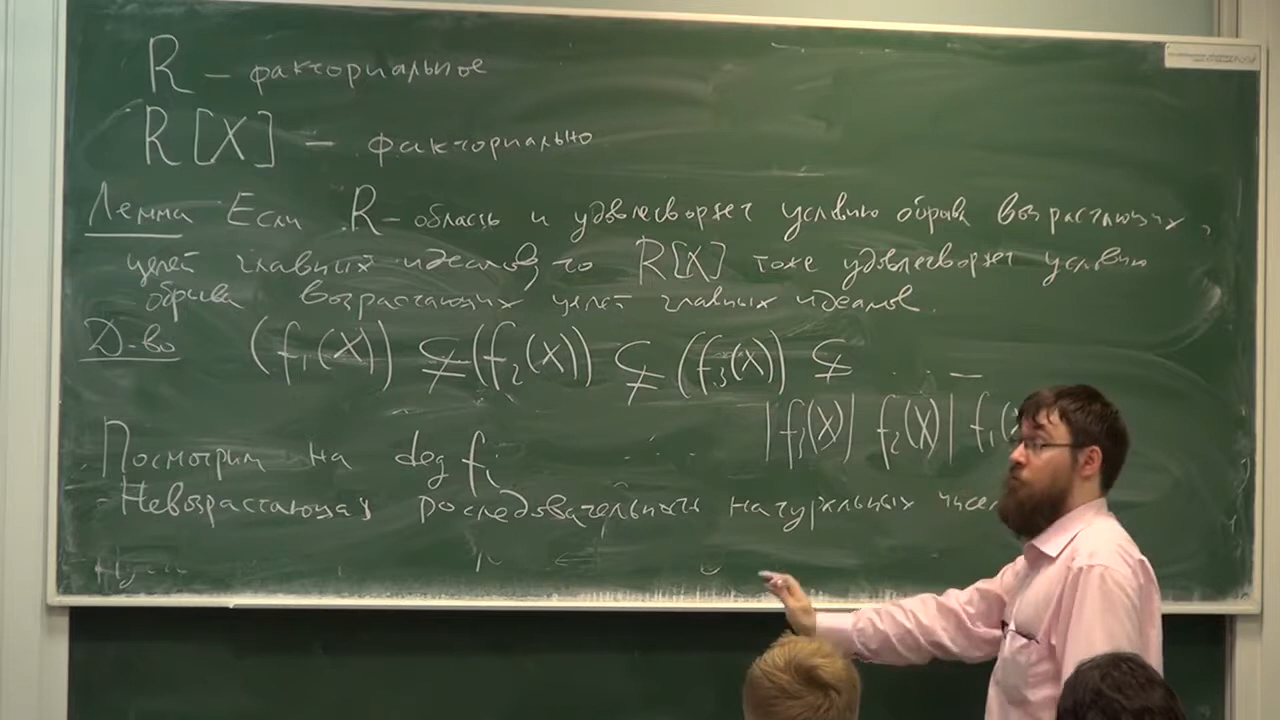 R – факториальное
R[X] – факториально
Лемма Если R – область и удовлетворяет условию обрыва возрастающих
цепей главных идеалов, то R[X] тоже удовлетворяет условию
обрыва возрастающих цепей главных идеалов.
Д-во (f₁(X)) ⊊ (f₂(X)) ⊊ (f₃(X)) ⊊ ...
| f₃(X) | f₂(X) | f₁(
Посмотрим на deg fᵢ
Невозрастающая последовательность натуральных чисел